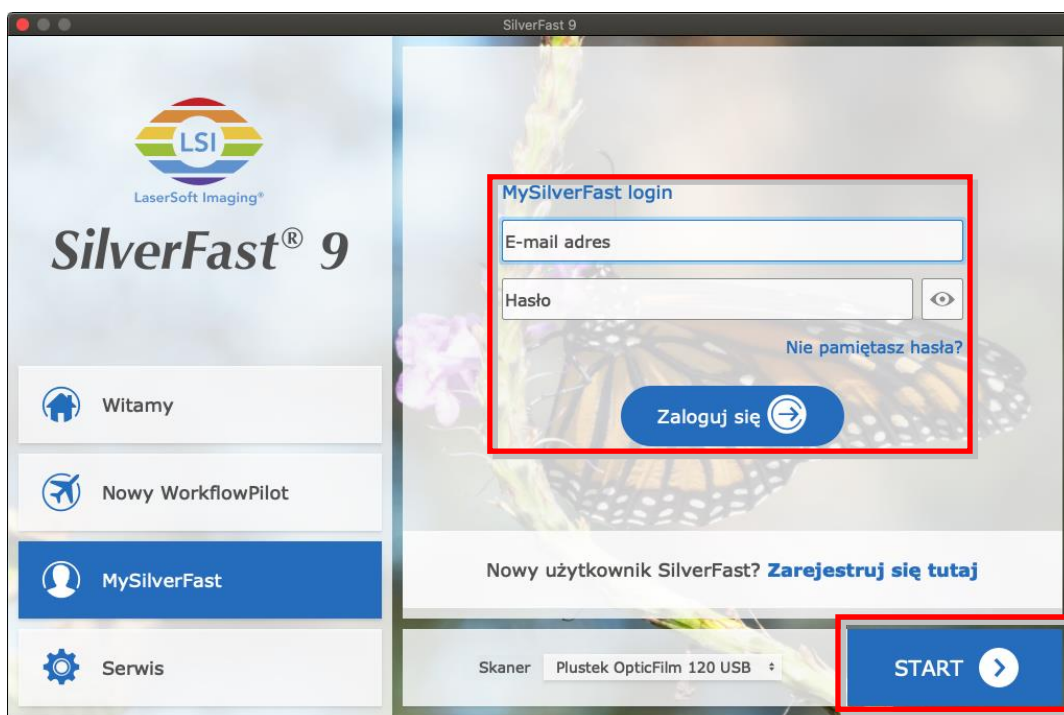 SilverFast 9
LSI
LaserSoft Imaging®
SilverFast® 9
Witamy
Nowy WorkflowPilot
MySilverFast
Serwis
MySilverFast login
E-mail adres
Hasło
Nie pamiętasz hasła?
Zaloguj się
Nowy użytkownik SilverFast? Zarejestruj się tutaj
Skaner Plustek OpticFilm 120 USB
START